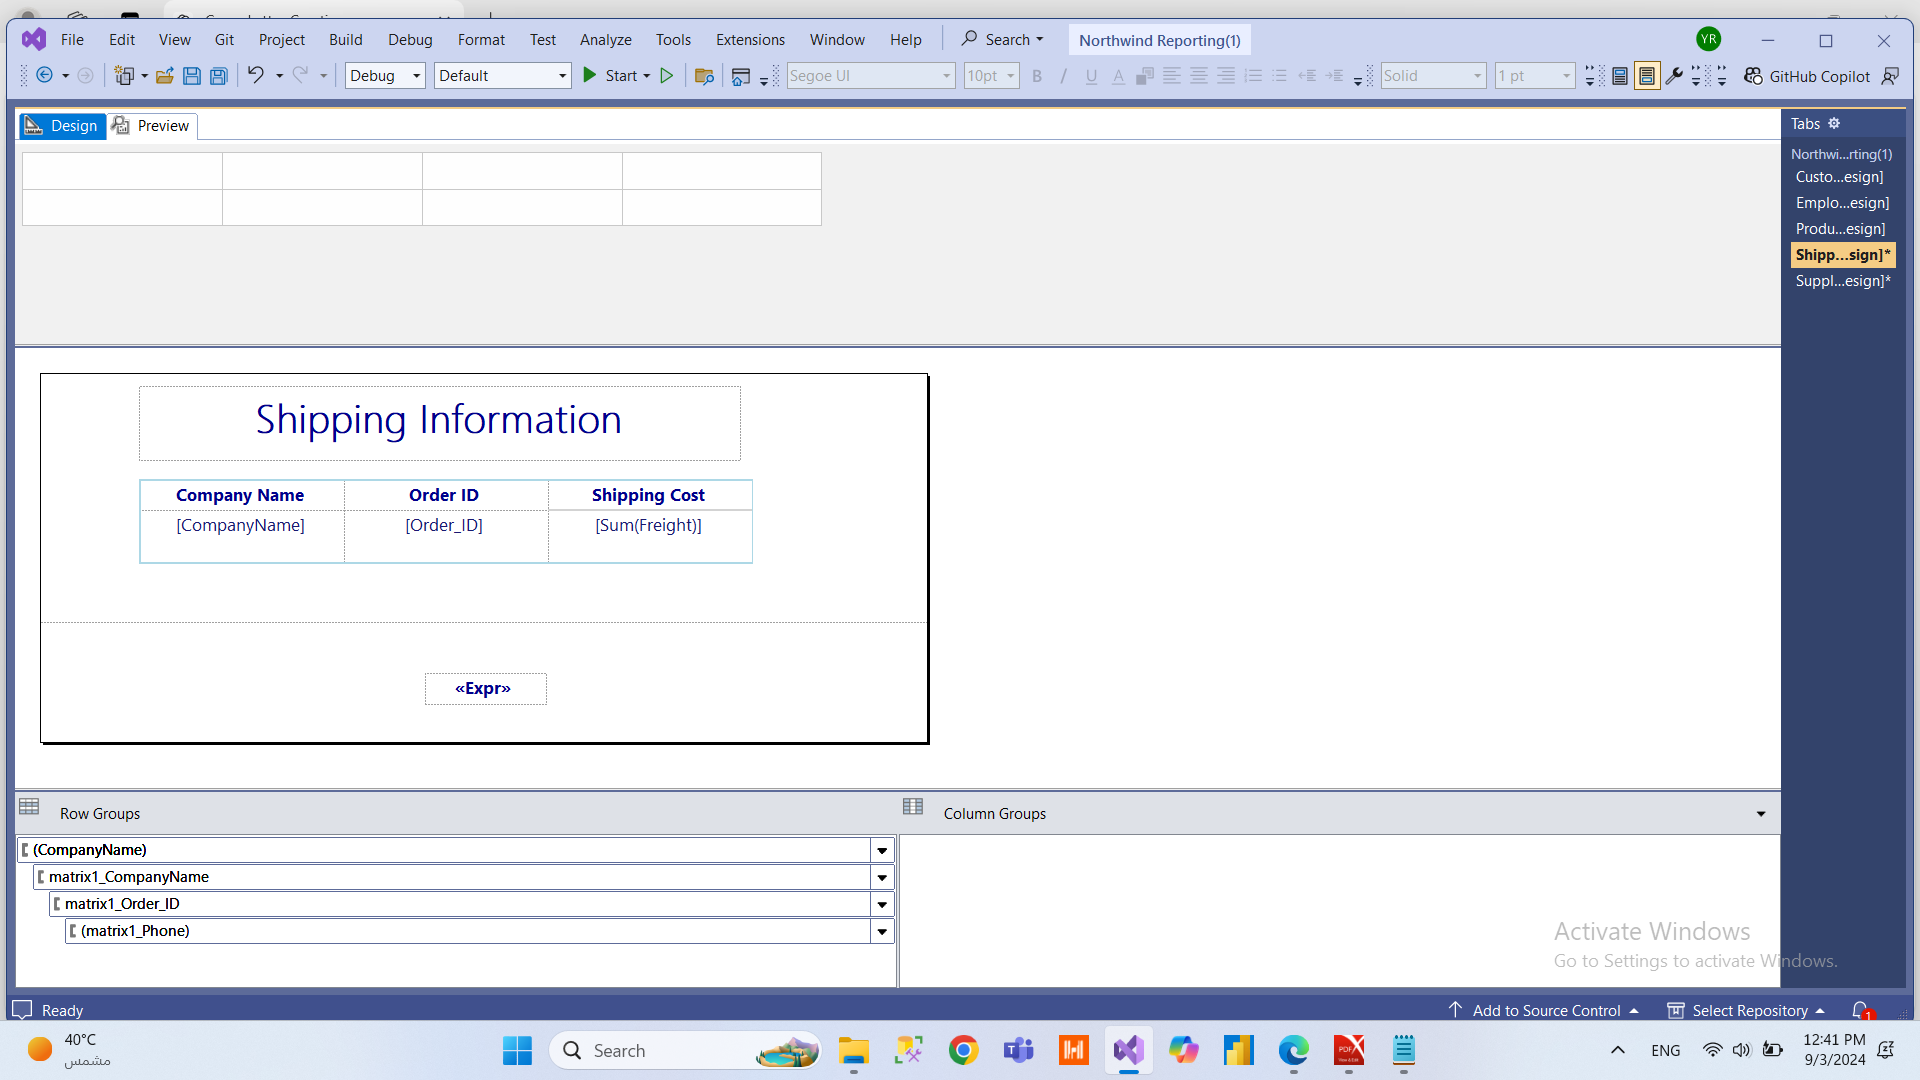 File Edit View Git Project Build Debug Format Test Analyze Tools Extensions Window Help Search Northwind Reporting(1) YR
Debug Default Start Segoe UI 10pt B I U A Solid 1 pt GitHub Copilot
Design Preview
Tabs
Northwi...rting(1)
Custo...esign]
Emplo...esign]
Produ...esign]
Shipp...sign]*
Suppl...esign]*
Shipping Information
Company Name Order ID Shipping Cost
[CompanyName] [Order_ID] [Sum(Freight)]
«Expr»
Row Groups Column Groups
(CompanyName)
matrix1_CompanyName
matrix1_Order_ID
(matrix1_Phone)
Activate Windows
Go to Settings to activate Windows.
Ready Add to Source Control Select Repository 1
40°C
مشمس
Search
PDF X
ENG
12:41 PM
9/3/2024